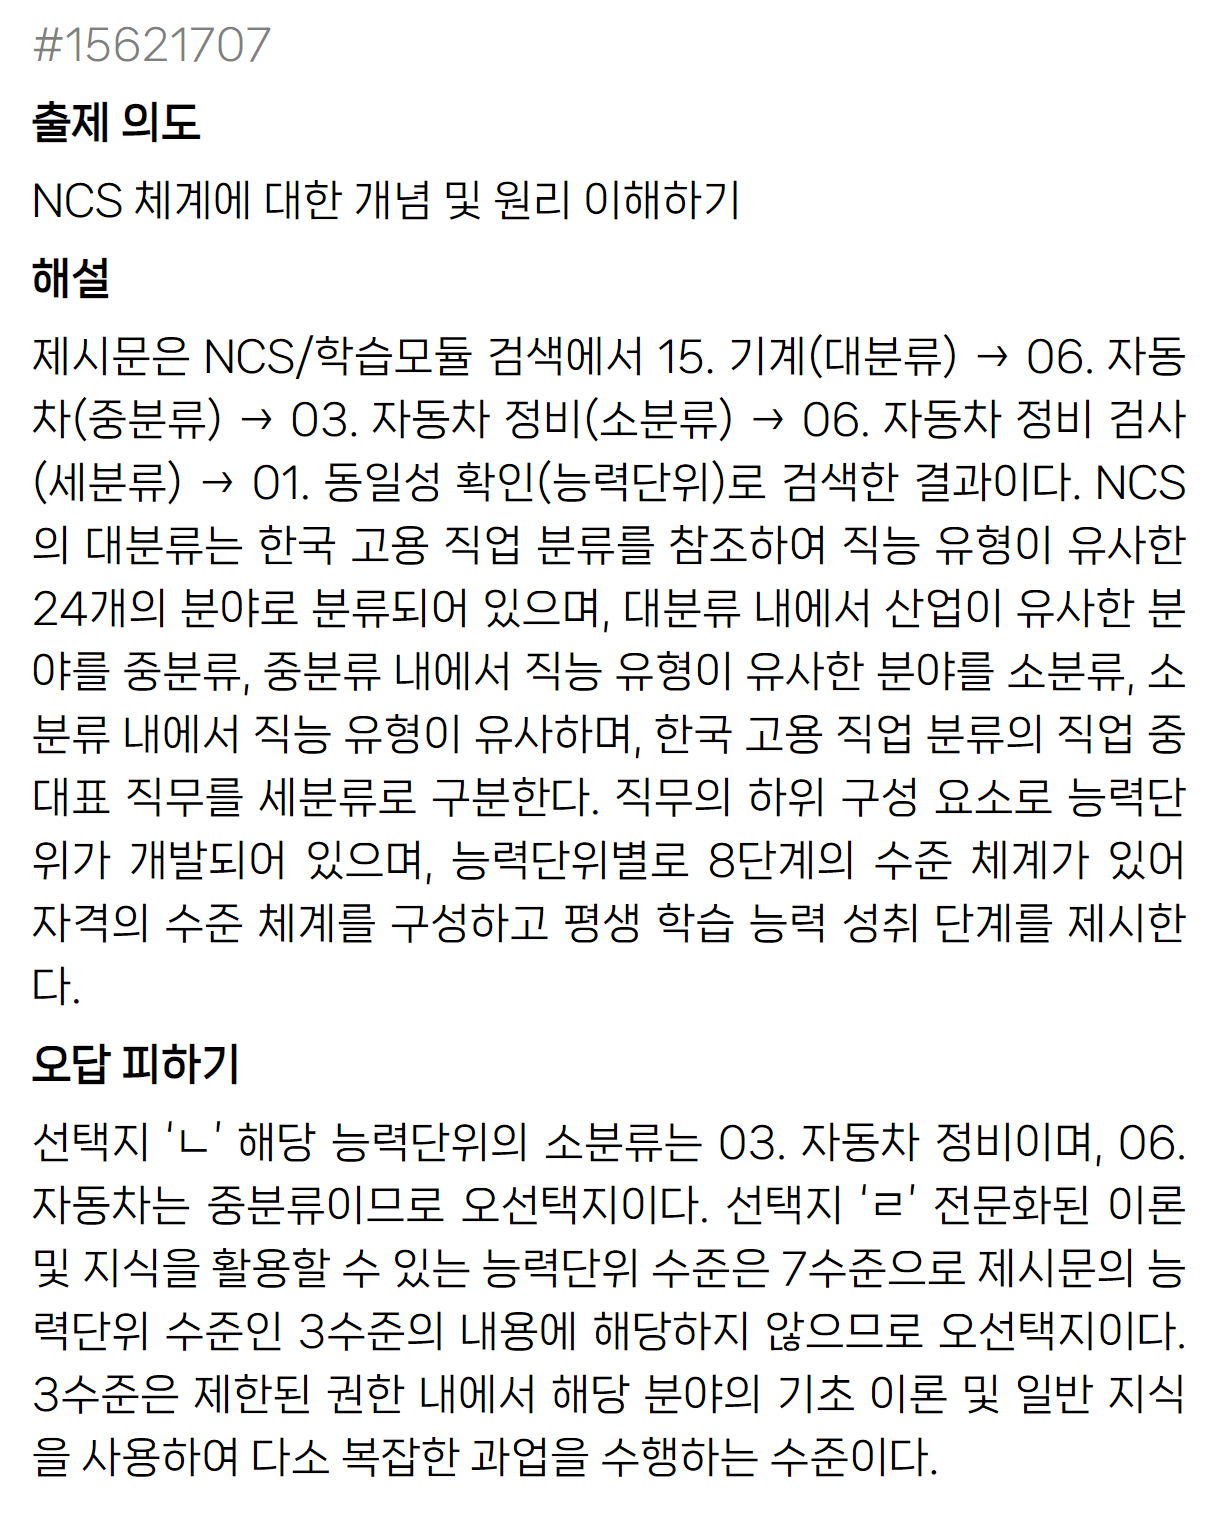 #15621707
출제 의도
NCS 체계에 대한 개념 및 원리 이해하기
해설
제시문은 NCS/학습모듈 검색에서 15. 기계(대분류) → 06. 자동
차(중분류) → 03. 자동차 정비(소분류) → 06. 자동차 정비 검사
(세분류) → 01. 동일성 확인(능력단위)로 검색한 결과이다. NCS
의 대분류는 한국 고용 직업 분류를 참조하여 직능 유형이 유사한
24개의 분야로 분류되어 있으며, 대분류 내에서 산업이 유사한 분
야를 중분류, 중분류 내에서 직능 유형이 유사한 분야를 소분류, 소
분류 내에서 직능 유형이 유사하며, 한국 고용 직업 분류의 직업 중
대표 직무를 세분류로 구분한다. 직무의 하위 구성 요소로 능력단
위가 개발되어 있으며, 능력단위별로 8단계의 수준 체계가 있어
자격의 수준 체계를 구성하고 평생 학습 능력 성취 단계를 제시한
다.
오답 피하기
선택지 ‘ㄴ’ 해당 능력단위의 소분류는 03. 자동차 정비이며, 06.
자동차는 중분류이므로 오선택지이다. 선택지 ‘ㄹ’ 전문화된 이론
및 지식을 활용할 수 있는 능력단위 수준은 7수준으로 제시문의 능
력단위 수준인 3수준의 내용에 해당하지 않으므로 오선택지이다.
3수준은 제한된 권한 내에서 해당 분야의 기초 이론 및 일반 지식
을 사용하여 다소 복잡한 과업을 수행하는 수준이다.